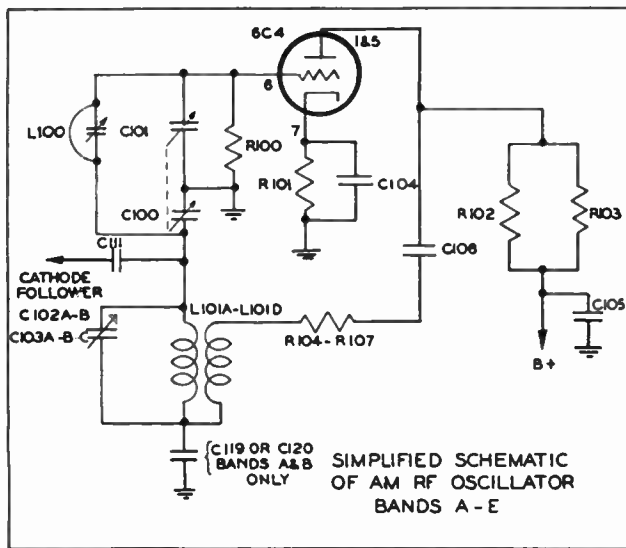 6C4
1&5
6
7
L100
C101
R100
C100
R101
C104
R102
R103
C111
C108
CATHODE
FOLLOWER
C102A-B
C103A-B-C
L101A-L101D
R104-R107
C105
B+
C119 OR C120
BANDS A&B
ONLY
SIMPLIFIED SCHEMATIC
OF AM RF OSCILLATOR
BANDS A-E